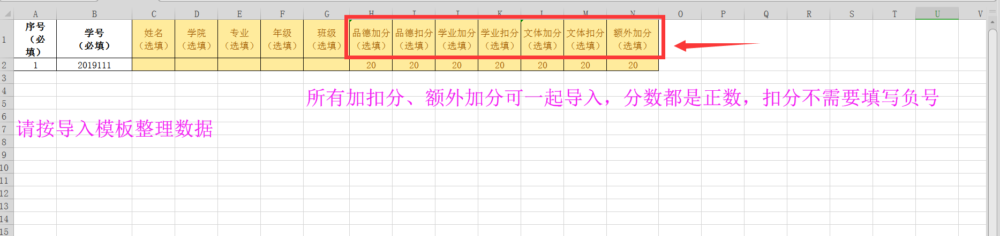 A B C D E F G H I J K L M N O P Q R S T U V
1 序号（必填） 学号（必填） 姓名（选填） 学院（选填） 专业（选填） 年级（选填） 班级（选填） 品德加分（选填） 品德扣分（选填） 学业加分（选填） 学业扣分（选填） 文体加分（选填） 文体扣分（选填） 额外加分（选填）
2 1 2019111 20 20 20 20 20 20 20
3
4
所有加扣分、额外加分可一起导入，分数都是正数，扣分不需要填写负号
5
6
7 请按导入模板整理数据
8
9
10
11
12
13
14
15